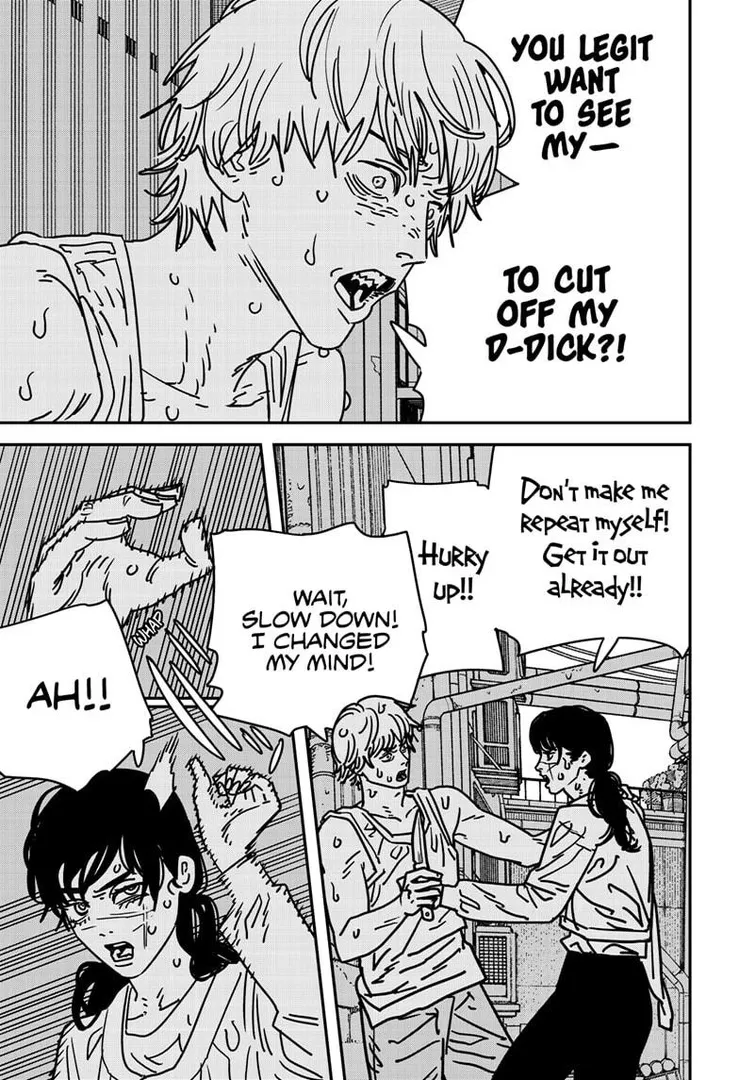 YOU LEGIT
WANT
TO SEE
MY—
TO CUT
OFF MY
D-DICK?!
DON'T MAKE ME
REPEAT MYSELF!
GET IT OUT
ALREADY!!
HURRY
UP!!
WAIT,
SLOW DOWN!
I CHANGED
MY MIND!
WHAP
AH!!